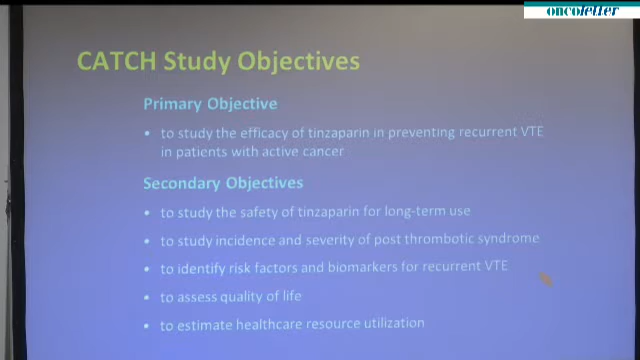 oncoletter
CATCH Study Objectives
Primary Objective
• to study the efficacy of tinzaparin in preventing recurrent VTE
in patients with active cancer
Secondary Objectives
• to study the safety of tinzaparin for long-term use
• to study incidence and severity of post thrombotic syndrome
• to identify risk factors and biomarkers for recurrent VTE
• to assess quality of life
• to estimate healthcare resource utilization